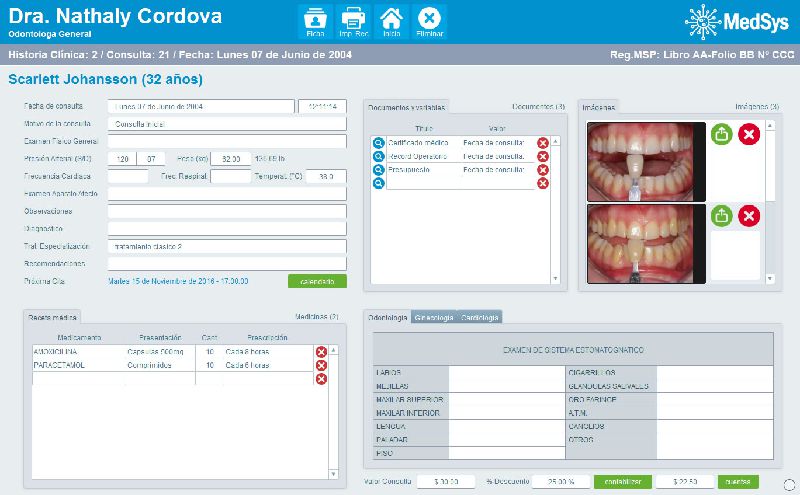 Dra. Nathaly Cordova
Odontologa General
Ficha
Imp. Rec.
Inicio
Eliminar
MedSys
Historia Clínica: 2 / Consulta: 21 / Fecha: Lunes 07 de Junio de 2004
Reg.MSP: Libro AA-Folio BB Nº CCC
Scarlett Johansson (32 años)
Fecha de consulta
Lunes 07 de Junio de 2004
12:11:14
Motivo de la consulta
Consulta Inicial
Examen Fisico General
Presión Arterial (S/D)
120
Peso (kg)
62.00
lb
Frecuencia Cardiaca
Frec. Respirat.
Temperat. (°C)
38.0
Examen Aparato Afecto
Observaciones
Diagnóstico
Trat. Especialización
tratamiento clasico 2
Recomendaciones
Próxima Cita
Martes 15 de Noviembre de 2016 - 17:00:00
calendario
Documentos y variables
Documentos (3)
Título
Valor
Certificado médico
Fecha de consulta:
Record Operatorio
Fecha de consulta:
Presupuesto
Fecha de consulta:
Imágenes
Imágenes (3)
Receta médica
Medicinas (2)
Medicamento
Presentación
Cant
Prescripción
AMOXICILINA
Capsulas 500mg
10
Cada 8 horas
PARACETAMOL
Comprimidos
10
Cada 6 horas
Odontología
Ginecología
Cardiología
EXAMEN DE SISTEMA ESTOMATOGNATICO
LABIOS
CIGARRILLOS
MEJILLAS
GLANDULAS SALIVALES
MAXILAR SUPERIOR
ORO FARINGE
MAXILAR INFERIOR
A.T.M.
LENGUA
GANGLIOS
PALADAR
OTROS
PISO
Valor Consulta
$ 30.00
% Descuento
25.00 %
contabilizar
$ 22.50
cuentas